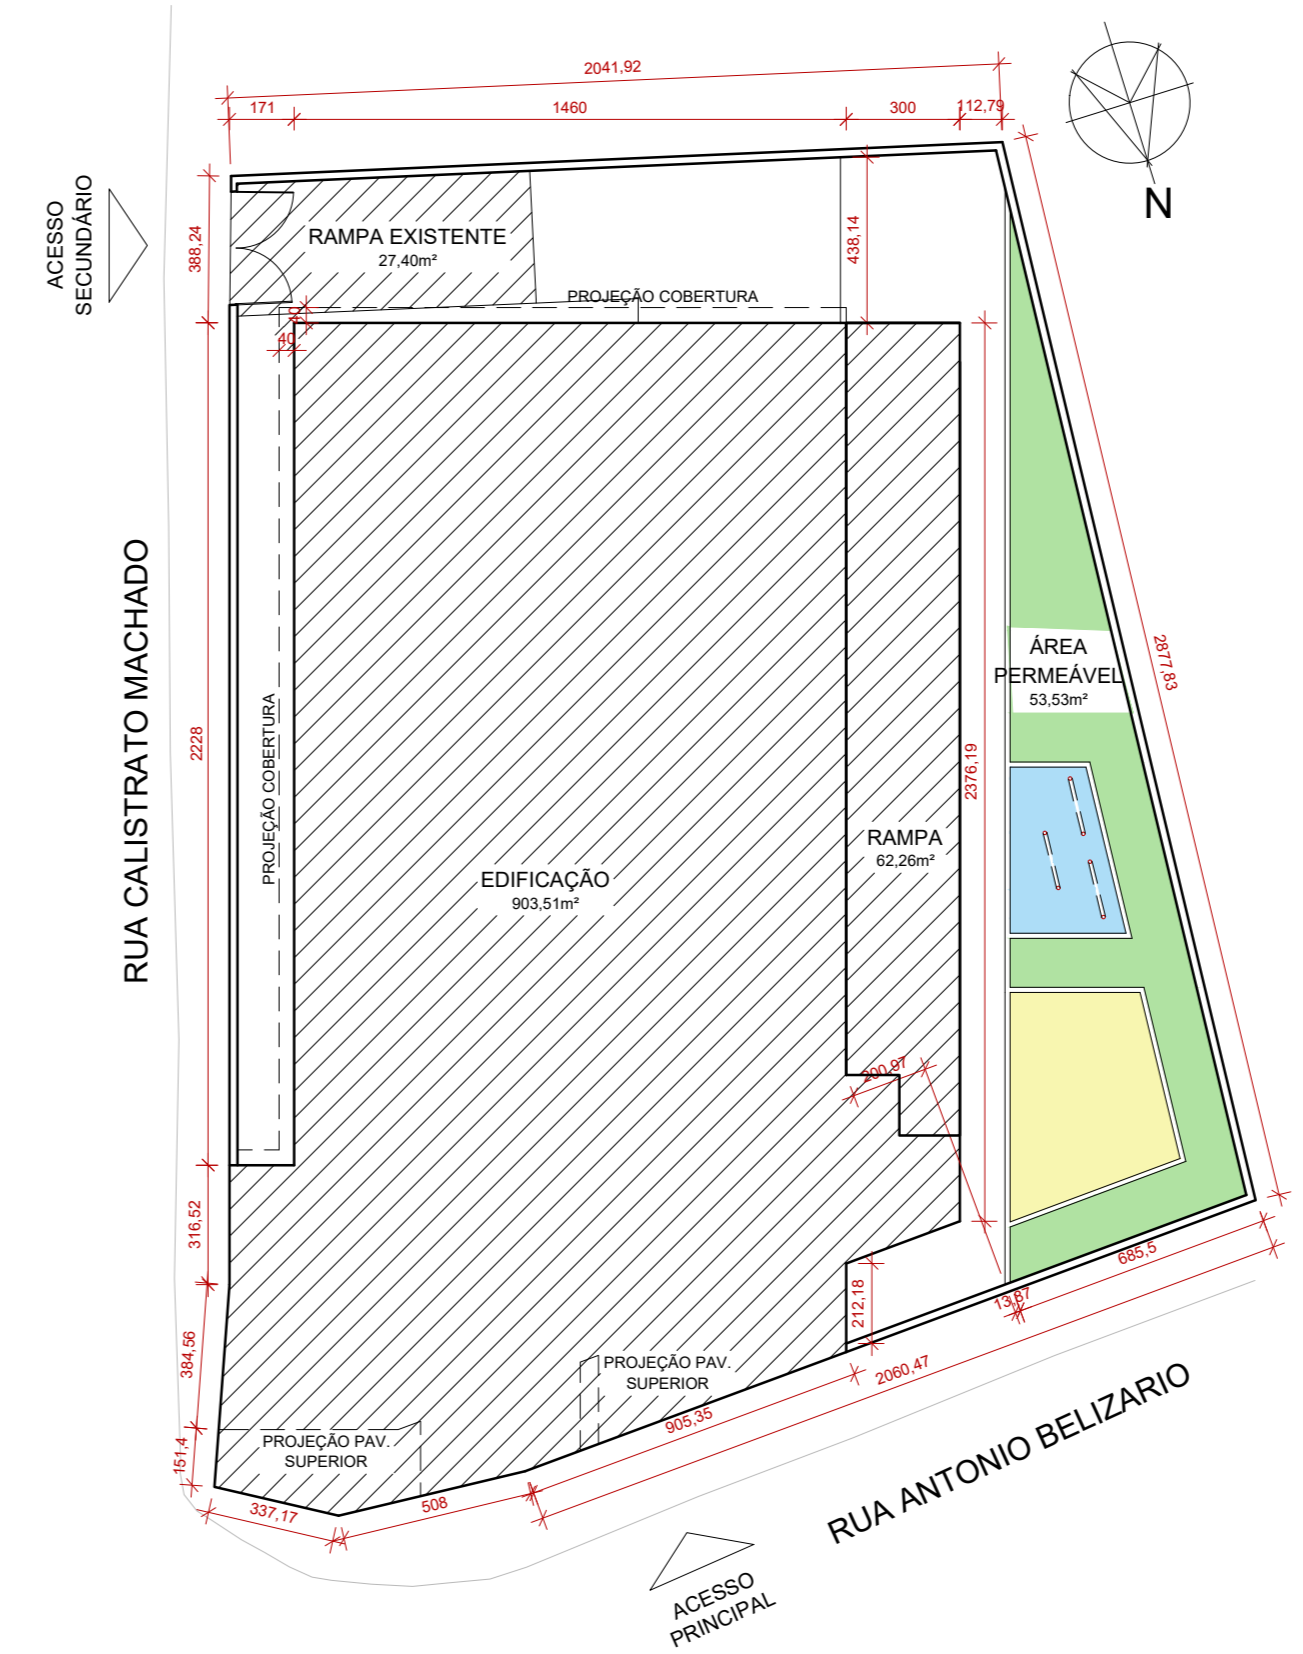 2041,92
171
1460
300
112,79
N
ACESSO
SECUNDÁRIO
388,24
RAMPA EXISTENTE
27,40m²
438,14
PROJEÇÃO COBERTURA
40
40
RUA CALISTRATO MACHADO
2228
PROJEÇÃO COBERTURA
EDIFICAÇÃO
903,51m²
RAMPA
62,26m²
2376,19
ÁREA
PERMEÁVEL
53,53m²
2877,83
200,97
316,52
384,56
151,4
212,18
13,87
685,5
2060,47
905,35
PROJEÇÃO PAV.
SUPERIOR
PROJEÇÃO PAV.
SUPERIOR
337,17
508
RUA ANTONIO BELIZARIO
ACESSO
PRINCIPAL